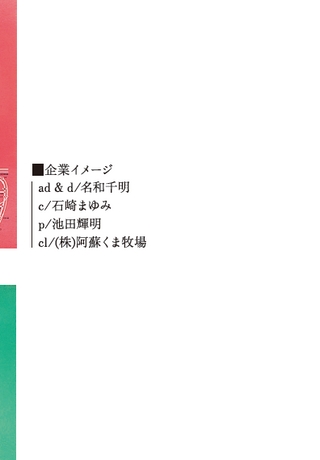 ■企業イメージ
ad & d/名和千明
c/石崎まゆみ
p/池田輝明
cl/(株)阿蘇くま牧場